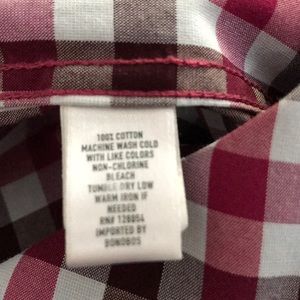 100% COTTON
MACHINE WASH COLD
WITH LIKE COLORS
NON-CHLORINE
BLEACH
TUMBLE DRY LOW
WARM IRON IF
NEEDED
RN# 128054
IMPORTED BY
BONOBOS